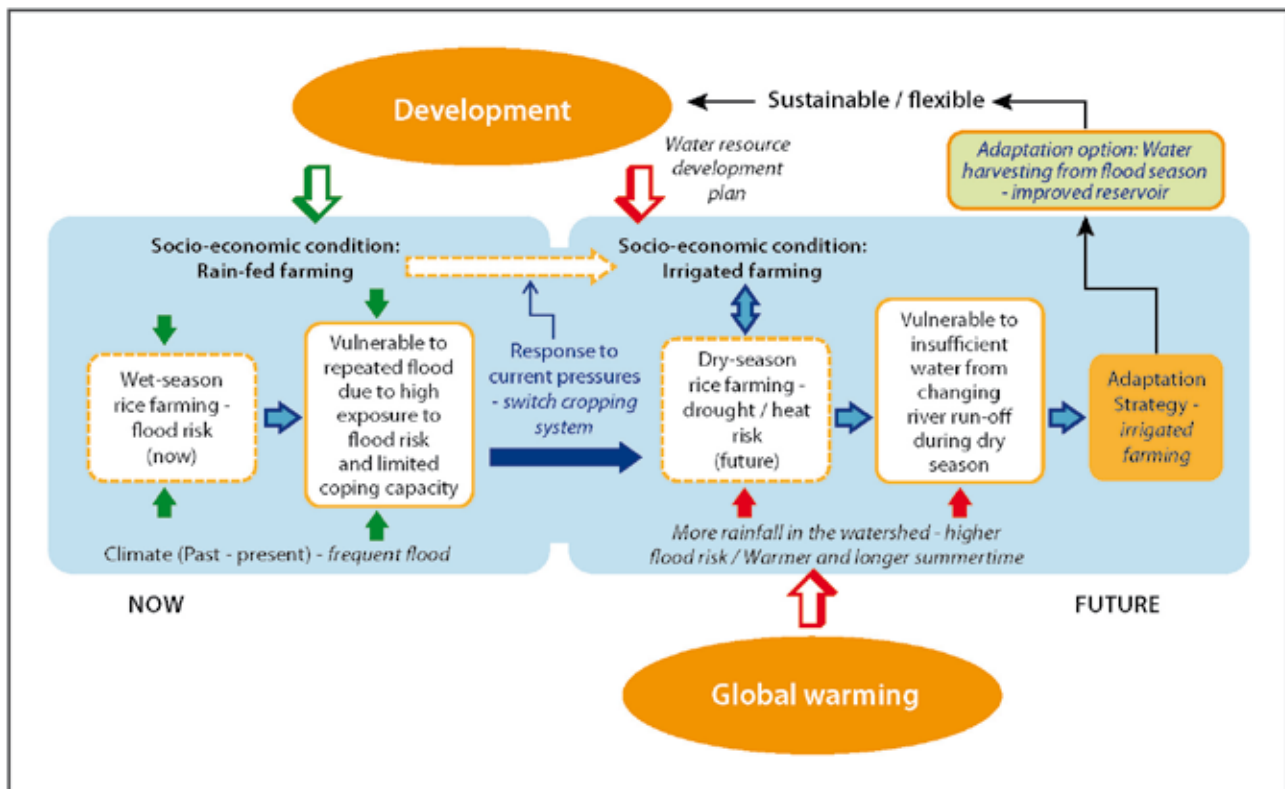 Development
Sustainable / flexible
Water resource
development
plan
Adaptation option: Water
harvesting from flood season
- improved reservoir
Socio-economic condition:
Rain-fed farming
Socio-economic condition:
Irrigated farming
Wet-season
rice farming -
flood risk
(now)
Vulnerable to
repeated flood
due to high
exposure to
flood risk
and limited
coping capacity
Response to
current pressures
- switch cropping
system
Dry-season
rice farming -
drought / heat
risk
(future)
Vulnerable to
insufficient
water from
changing
river run-off
during dry
season
Adaptation
Strategy -
irrigated
farming
Climate (Past - present) - frequent flood
More rainfall in the watershed - higher
flood risk / Warmer and longer summertime
NOW
FUTURE
Global warming